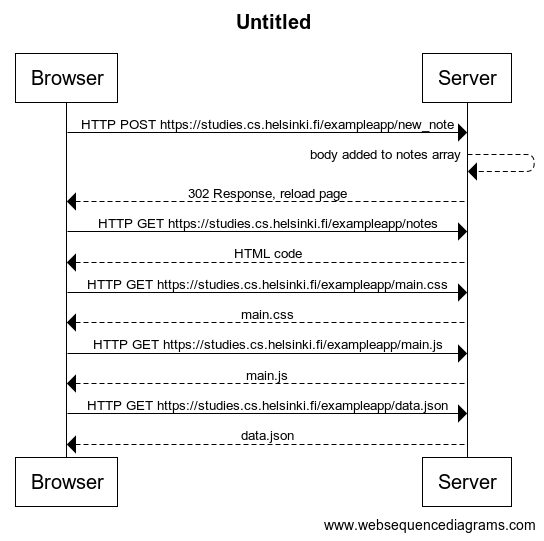 Untitled
Browser
Server
HTTP POST https://studies.cs.helsinki.fi/exampleapp/new_note
body added to notes array
302 Response, reload page
HTTP GET https://studies.cs.helsinki.fi/exampleapp/notes
HTML code
HTTP GET https://studies.cs.helsinki.fi/exampleapp/main.css
main.css
HTTP GET https://studies.cs.helsinki.fi/exampleapp/main.js
main.js
HTTP GET https://studies.cs.helsinki.fi/exampleapp/data.json
data.json
Browser
Server
www.websequencediagrams.com